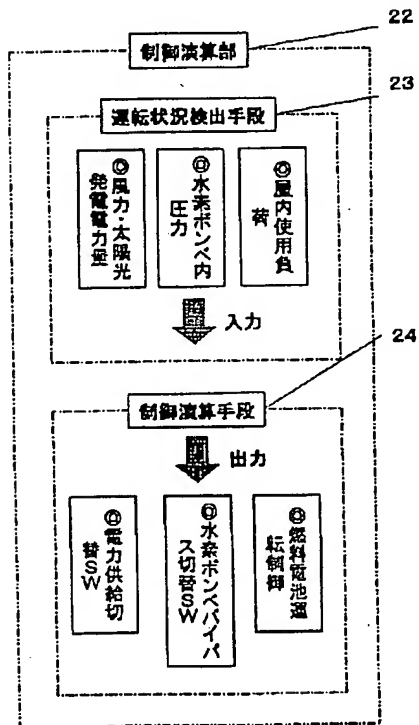 22
制御演算部
23
運転状況検出手段
◎風力・太陽光
発電電力量
◎水素ボンベ内
圧力
◎屋内使用負
荷
入力
24
制御演算手段
出力
◎電力供給切
替SW
◎水素ボンベバイパ
ス切替SW
◎燃料電池運
転制御